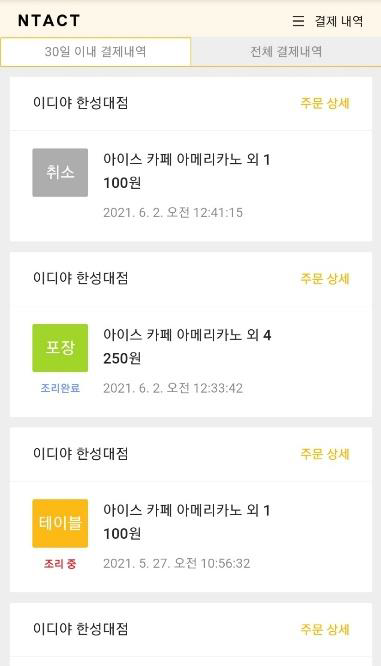 NTACT
☰ 결제 내역
30일 이내 결제내역
전체 결제내역
이디야 한성대점
주문 상세
취소
아이스 카페 아메리카노 외 1
100원
2021. 6. 2. 오전 12:41:15
이디야 한성대점
주문 상세
포장
조리완료
아이스 카페 아메리카노 외 4
250원
2021. 6. 2. 오전 12:33:42
이디야 한성대점
주문 상세
테이블
조리 중
아이스 카페 아메리카노 외 1
100원
2021. 5. 27. 오전 10:56:32
이디야 한성대점
주문 상세